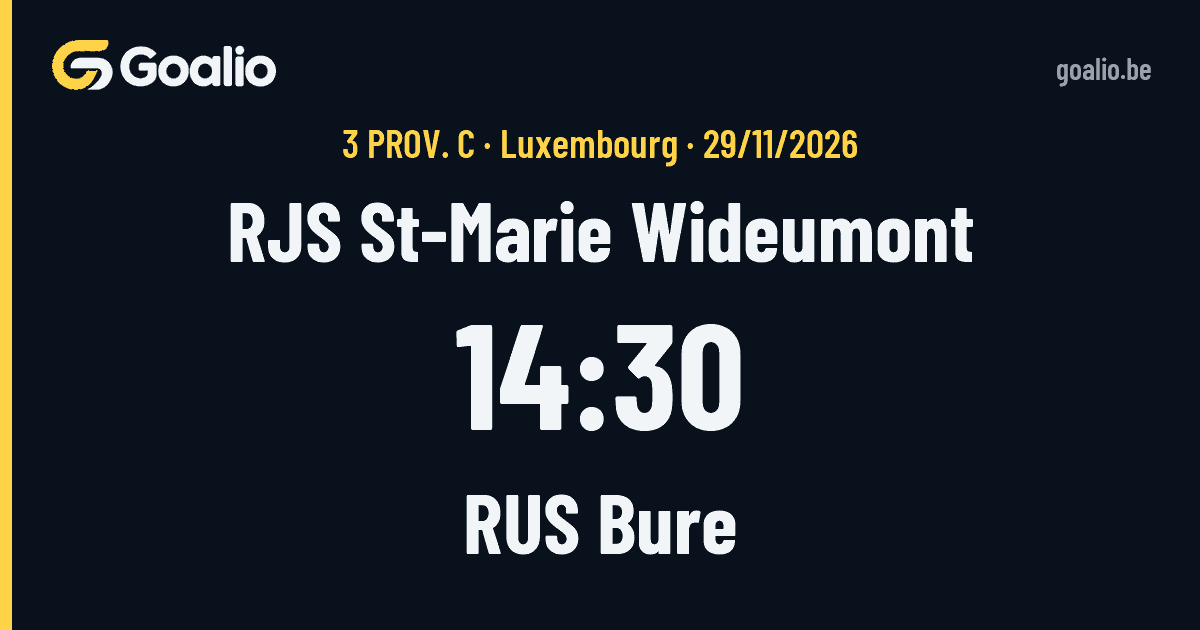 Goalio
goalio.be
3 PROV. C · Luxembourg · 29/11/2026
RJS St-Marie Wideumont
14:30
RUS Bure